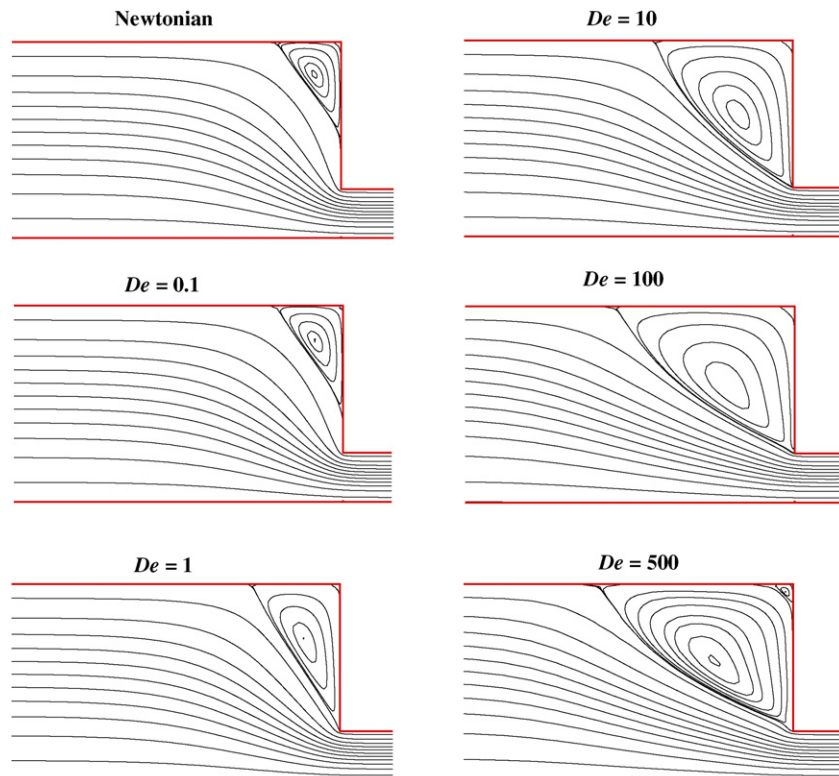 Newtonian
De = 10
De = 0.1
De = 100
De = 1
De = 500